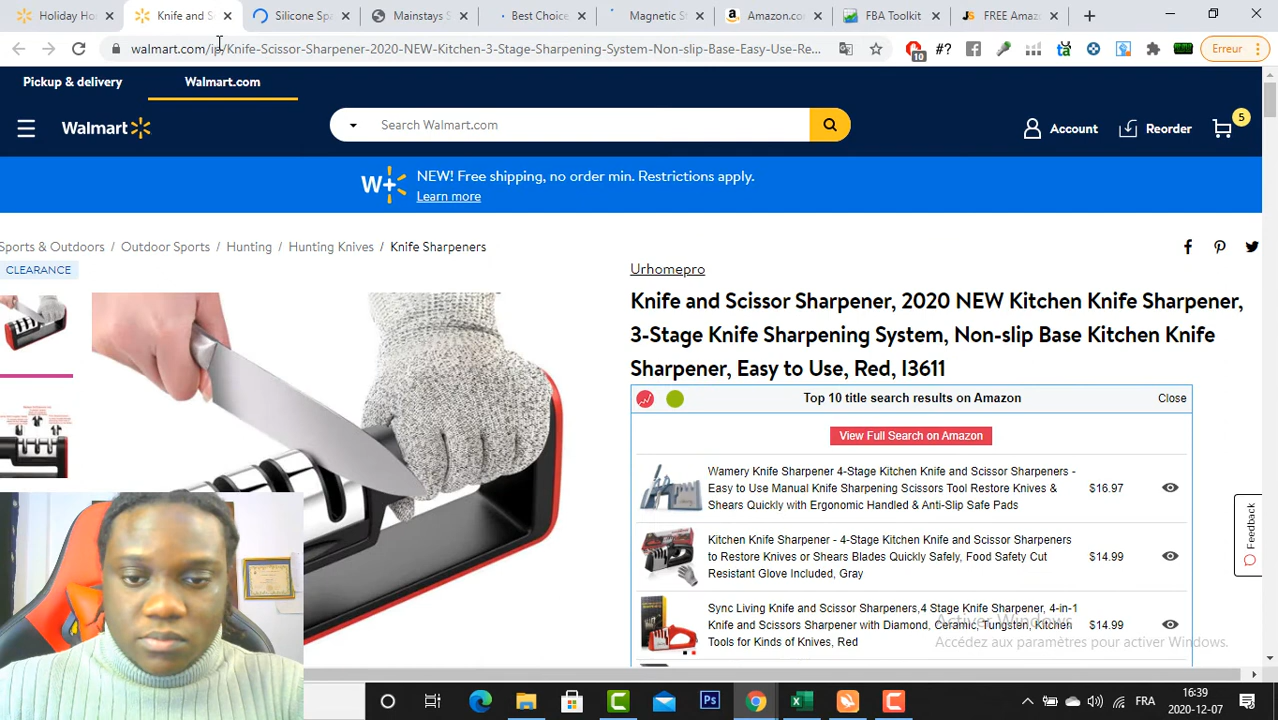 Holiday Ho
Knife and S
Silicone Spa
Mainstays S
Best Choice
Magnetic S
Amazon.com
FBA Toolkit
FREE Amaz
walmart.com/ip/Knife-Scissor-Sharpener-2020-NEW-Kitchen-3-Stage-Sharpening-System-Non-slip-Base-Easy-Use-Re...
10
#?
Erreur
Pickup & delivery
Walmart.com
Walmart
Search Walmart.com
Account
Reorder
5
W+
NEW! Free shipping, no order min. Restrictions apply.
Learn more
Sports & Outdoors / Outdoor Sports / Hunting / Hunting Knives / Knife Sharpeners
CLEARANCE
Urhomepro
Knife and Scissor Sharpener, 2020 NEW Kitchen Knife Sharpener,
3-Stage Knife Sharpening System, Non-slip Base Kitchen Knife
Sharpener, Easy to Use, Red, I3611
Top 10 title search results on Amazon
Close
View Full Search on Amazon
Wamery Knife Sharpener 4-Stage Kitchen Knife and Scissor Sharpeners -
Easy to Use Manual Knife Sharpening Scissors Tool Restore Knives &
Shears Quickly with Ergonomic Handled & Anti-Slip Safe Pads
$16.97
Kitchen Knife Sharpener - 4-Stage Kitchen Knife and Scissor Sharpeners
to Restore Knives or Shears Blades Quickly Safely, Food Safety Cut
Resistant Glove Included, Gray
$14.99
Sync Living Knife and Scissor Sharpeners,4 Stage Knife Sharpener, 4-in-1
Knife and Scissors Sharpener with Diamond, Ceramic, Tungsten, Kitchen
Tools for Kinds of Knives, Red
$14.99
Feedback
Activer Windows
Accédez aux paramètres pour activer Windows.
Ps
FRA
16:39
2020-12-07